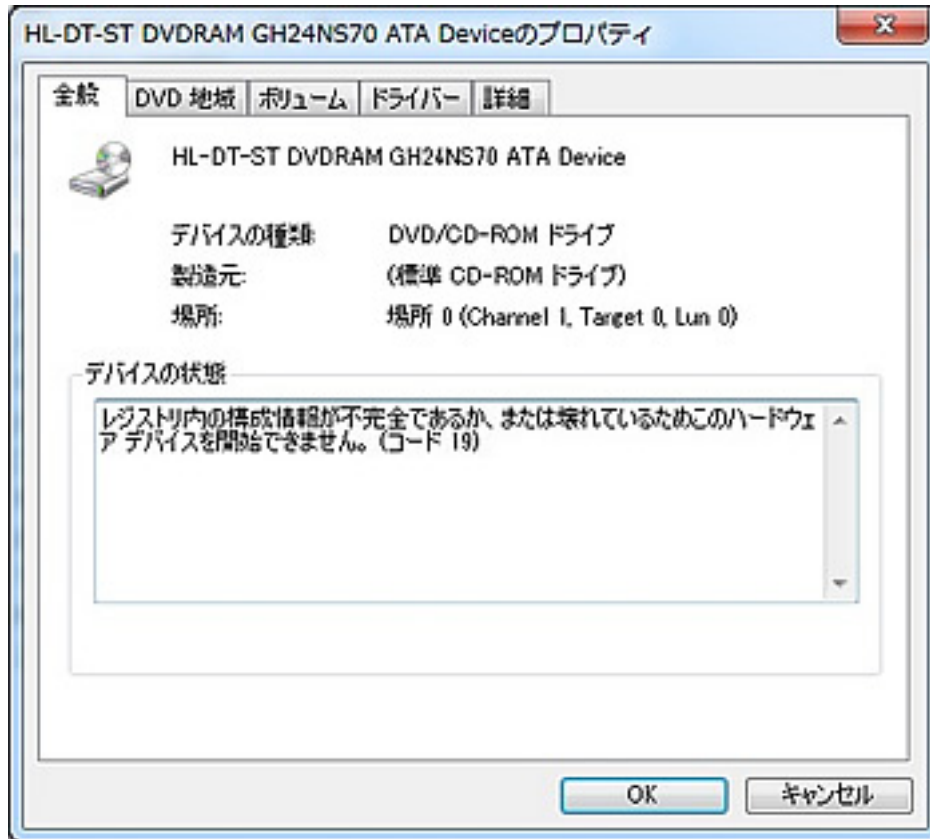 HL-DT-ST DVDRAM GH24NS70 ATA Deviceのプロパティ
全般 DVD 地域 ボリューム ドライバー 詳細
HL-DT-ST DVDRAM GH24NS70 ATA Device
デバイスの種類: DVD/CD-ROM ドライブ
製造元: (標準 CD-ROM ドライブ)
場所: 場所 0 (Channel 1, Target 0, Lun 0)
デバイスの状態
レジストリ内の構成情報が不完全であるか、または壊れているためこのハードウェ
ア デバイスを開始できません。 (コード 19)
OK キャンセル